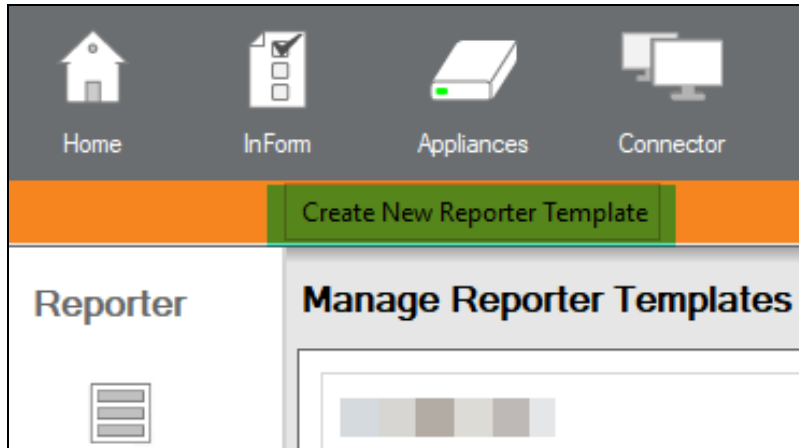 Home InForm Appliances Connector
Create New Reporter Template
Reporter
Manage Reporter Templates